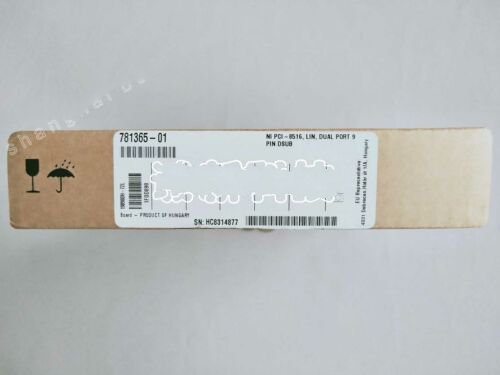 781365-01
NI PCI-8516, LIN, DUAL PORT 9
PIN DSUB
Board - PRODUCT OF HUNGARY
SN: HC8314877
EU Representative
Hungary